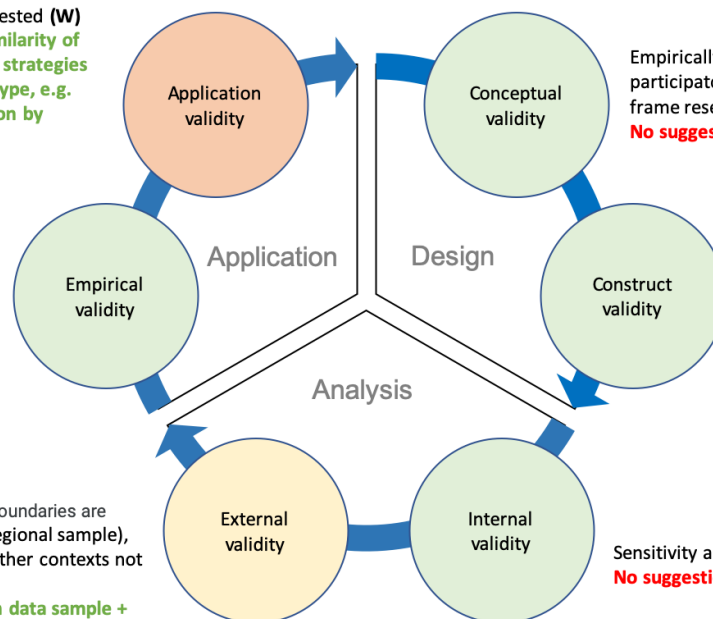 ested (W)
milarity of
strategies
ype, e.g.
on by
Application
validity
Conceptual
validity
Empirically
participate
frame rese
No sugges
Empirical
validity
Application
Design
Construct
validity
Analysis
oundaries are
egional sample),
ther contexts not
data sample +
External
validity
Internal
validity
Sensitivity a
No suggesti